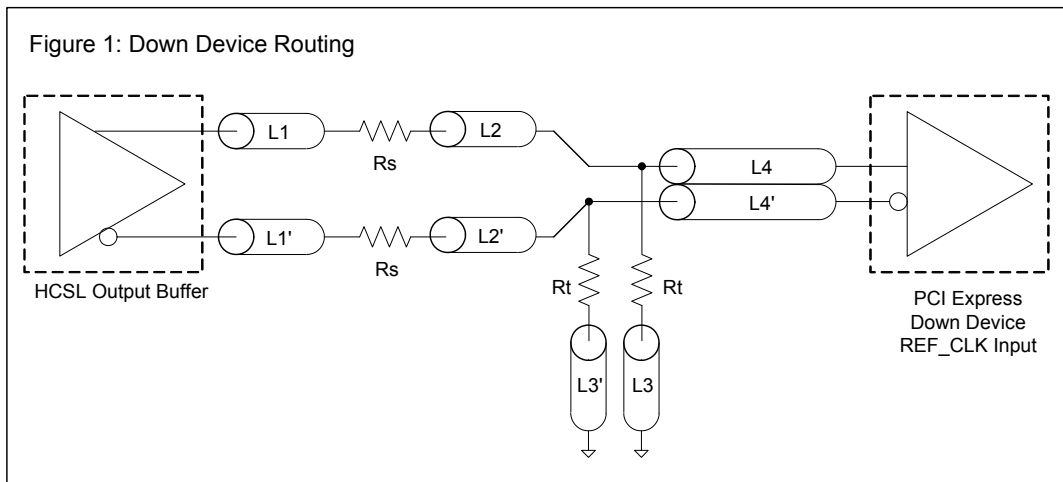 Figure 1: Down Device Routing
L1
Rs
L2
L4
L4'
L1'
Rs
L2'
HCSL Output Buffer
Rt
Rt
L3'
L3
PCI Express
Down Device
REF_CLK Input